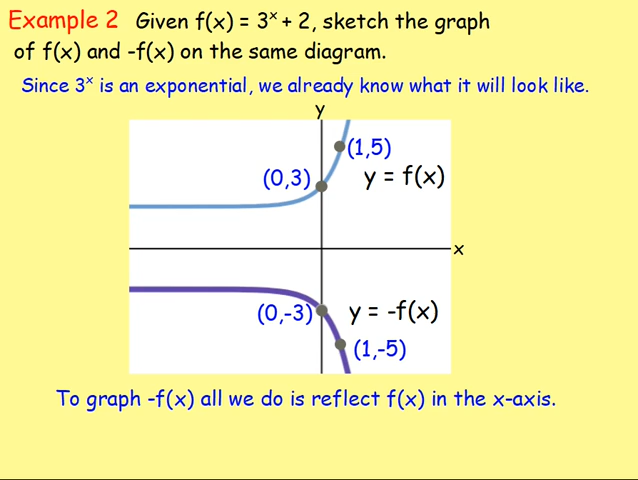 Example 2 Given f(x) = 3ˣ + 2, sketch the graph
of f(x) and -f(x) on the same diagram.
Since 3ˣ is an exponential, we already know what it will look like.
y
(1,5)
(0,3) y = f(x)
x
(0,-3) y = -f(x)
(1,-5)
To graph -f(x) all we do is reflect f(x) in the x-axis.